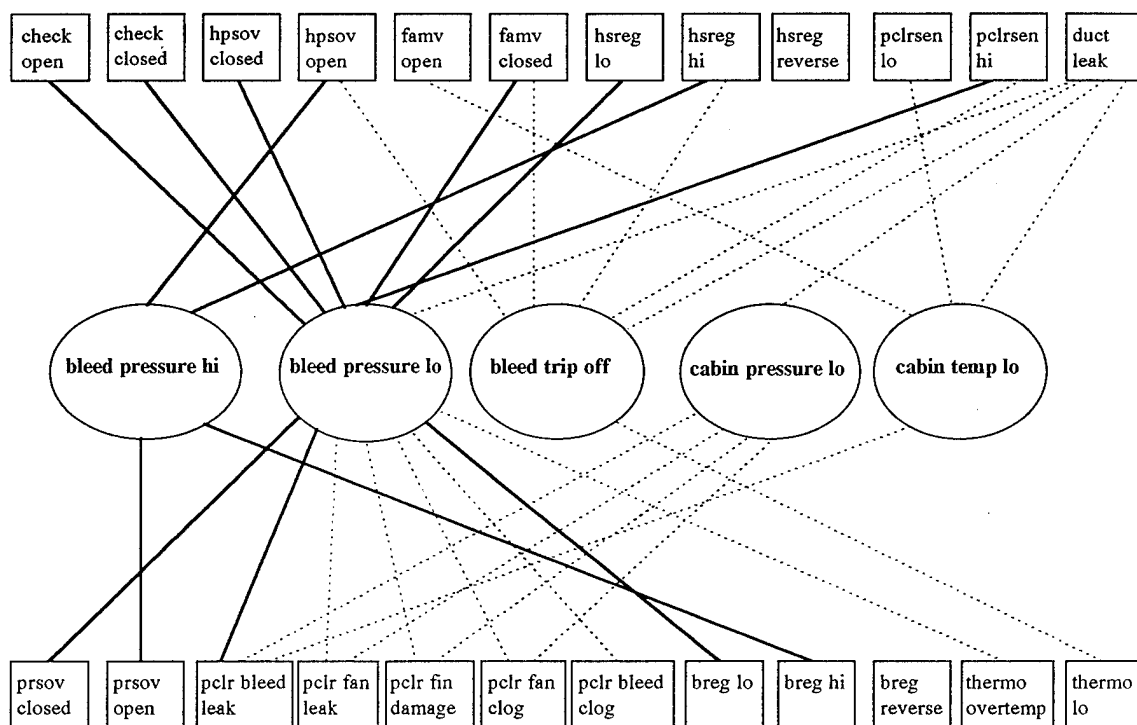 check
open
check
closed
hpsov
closed
hpsov
open
famv
open
famv
closed
hsreg
lo
hsreg
hi
hsreg
reverse
pclrsen
lo
pclrsen
hi
duct
leak
bleed pressure hi
bleed pressure lo
bleed trip off
cabin pressure lo
cabin temp lo
prsov
closed
prsov
open
pclr bleed
leak
pclr fan
leak
pclr fin
damage
pclr fan
clog
pclr bleed
clog
breg lo
breg hi
breg
reverse
thermo
overtemp
thermo
lo